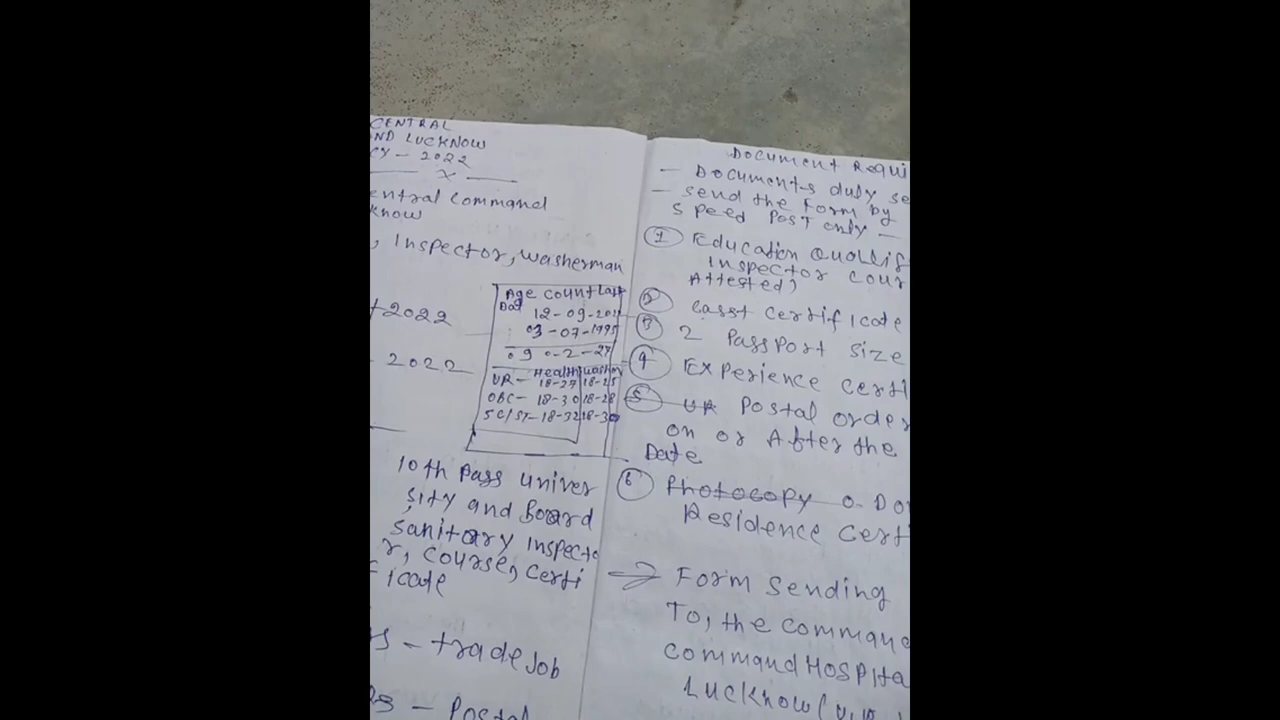 CENTRAL
ND LUCKNOW
CY - 2022
x
entral command
know
, Inspector, washerman
Age count Last
Dat 12-09-202
03-07-1995
09 0-2-27
Health washer
UR- 18-27 18-25
OBC- 18-30 18-28
SC/ST-18-32 18-30
t 2022
- 2022
10th pass univer
sity and Board
sanitary inspecto
r, course, certi
ficate
- trade Job
- Postal
DOCUMENT Requi
- Documents duly se
- send the form by
speed post only -
1 Education Qualif
Inspector cour
Attested)
2 casst certificate
3 2 Passport size
4 Experience certi
5 UR Postal order
on or After the
Date
6 Photocopy o- Do
Residence certi
→ Form sending
To, the command
command HOSPITA
Lucknow (U.P.